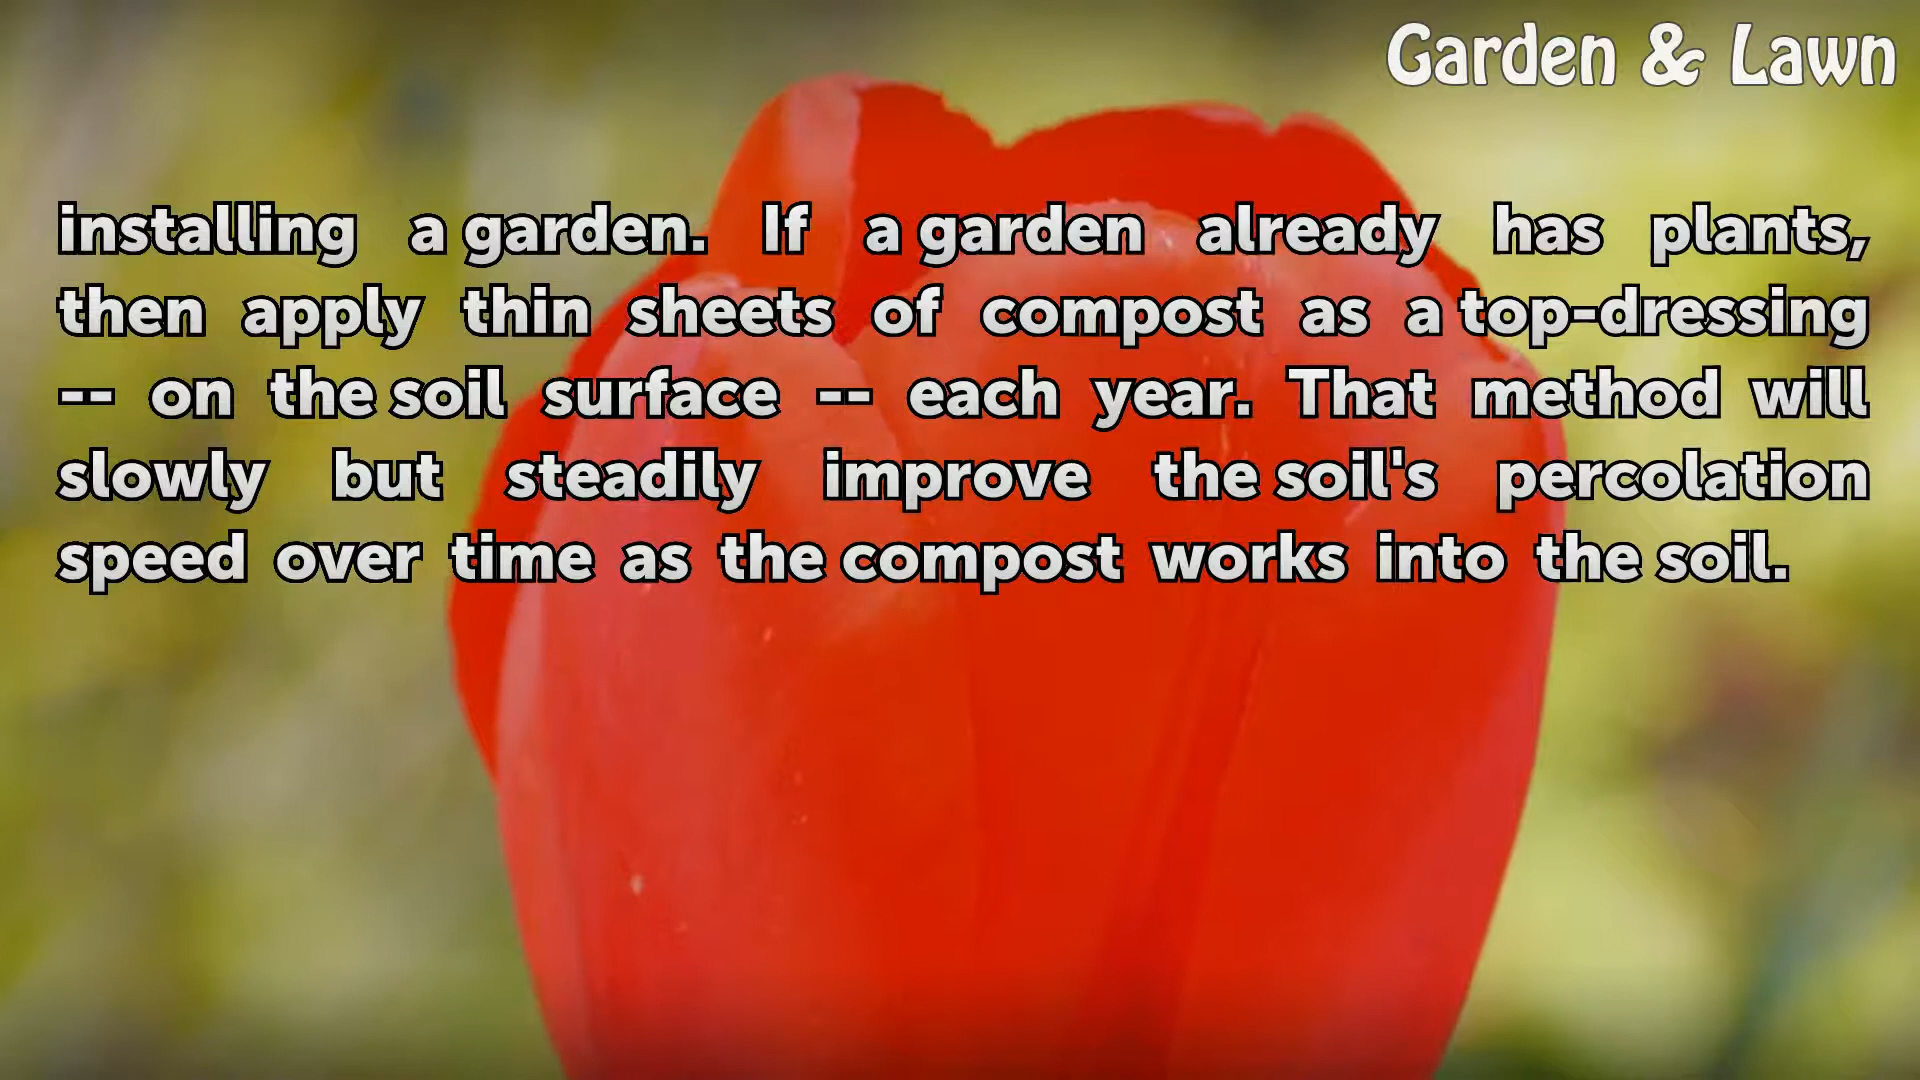 Garden & Lawn
installing a garden. If a garden already has plants,
then apply thin sheets of compost as a top-dressing
-- on the soil surface -- each year. That method will
slowly but steadily improve the soil's percolation
speed over time as the compost works into the soil.